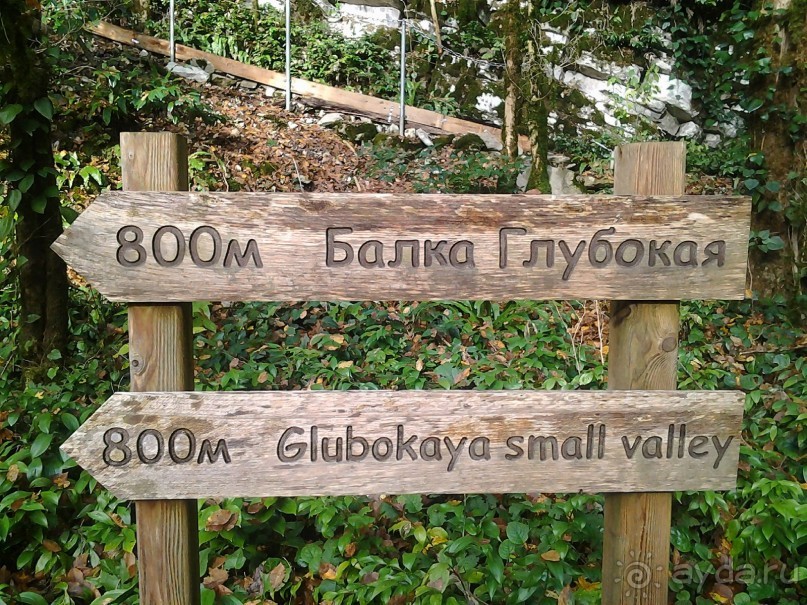 800м Балка Глубокая
800м Glubokaya small valley
ayda.ru